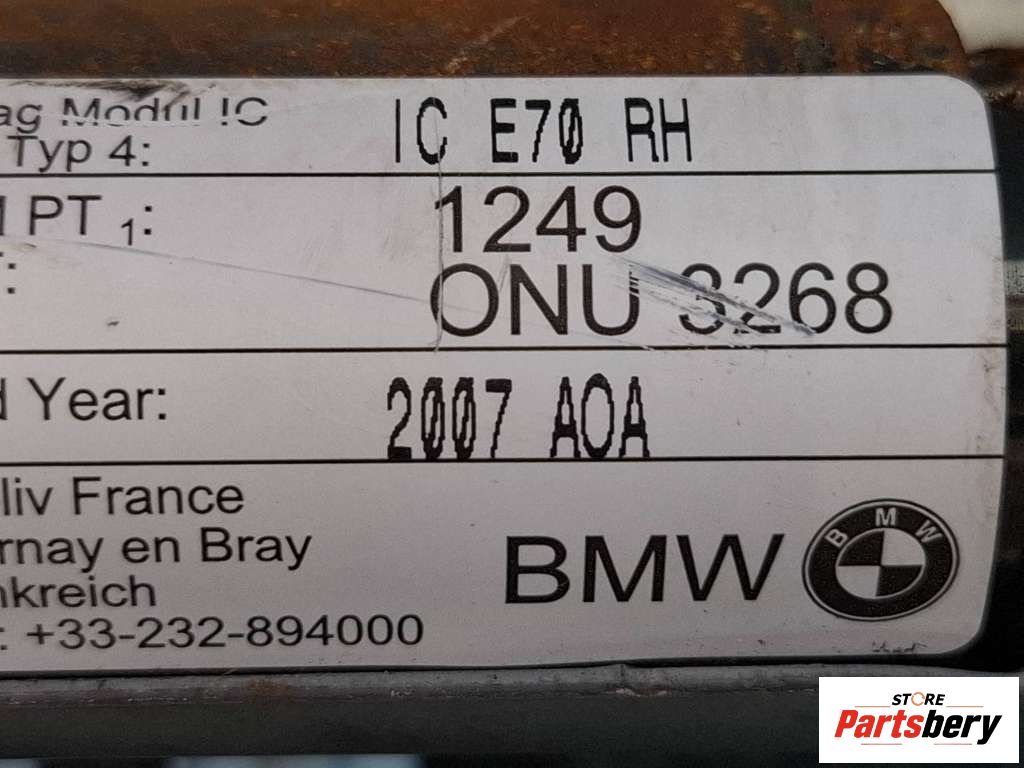 ag Modul IC
IC E70 RH
Typ 4:
PT 1:
1249
ONU 3268
d Year:
2007 AOA
liv France
rnay en Bray
nkreich
: +33-232-894000
BMW
BMW
STORE
Partsbery